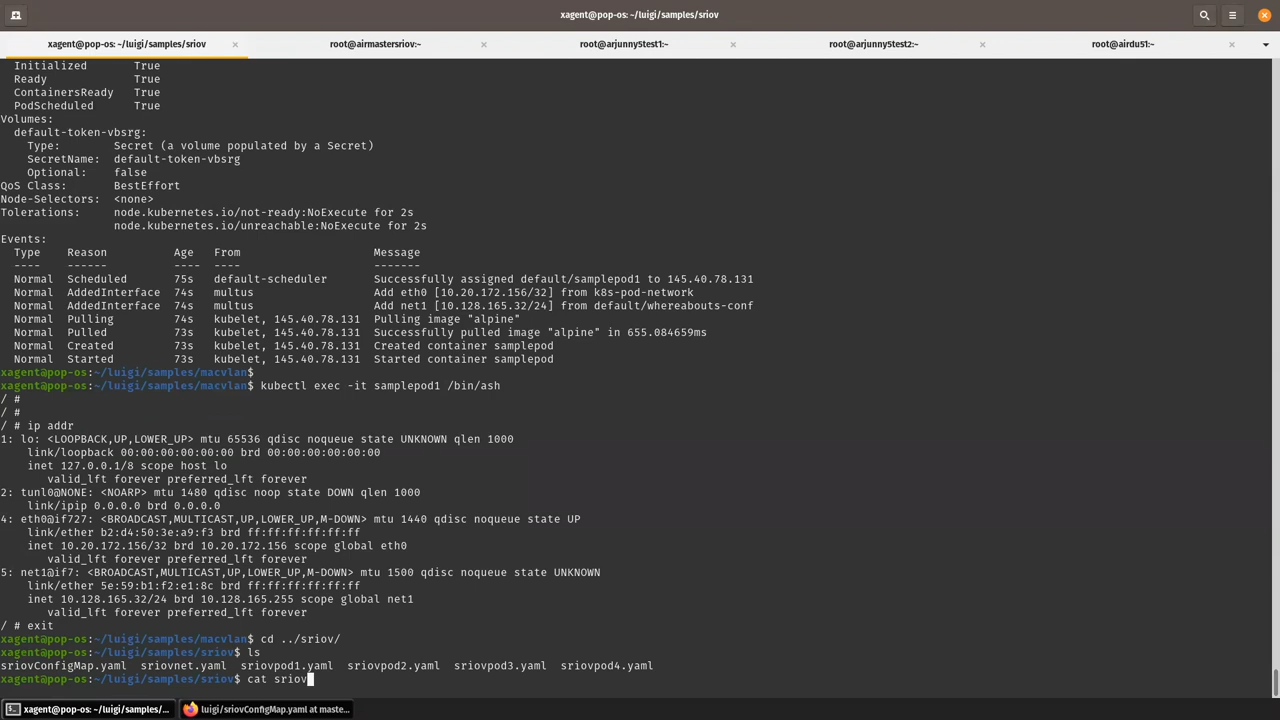 xagent@pop-os: ~/luigi/samples/sriov
xagent@pop-os: ~/luigi/samples/sriov × root@airmastersriov:~ × root@arjunny5test1:~ × root@arjunny5test2:~ × root@airdu51:~ ×
Initialized True
Ready True
ContainersReady True
PodScheduled True
Volumes:
default-token-vbsrg:
Type: Secret (a volume populated by a Secret)
SecretName: default-token-vbsrg
Optional: false
QoS Class: BestEffort
Node-Selectors: <none>
Tolerations: node.kubernetes.io/not-ready:NoExecute for 2s
node.kubernetes.io/unreachable:NoExecute for 2s
Events:
Type Reason Age From Message
---- ------ ---- ---- -------
Normal Scheduled 75s default-scheduler Successfully assigned default/samplepod1 to 145.40.78.131
Normal AddedInterface 74s multus Add eth0 [10.20.172.156/32] from k8s-pod-network
Normal AddedInterface 74s multus Add net1 [10.128.165.32/24] from default/whereabouts-conf
Normal Pulling 74s kubelet, 145.40.78.131 Pulling image "alpine"
Normal Pulled 73s kubelet, 145.40.78.131 Successfully pulled image "alpine" in 655.084659ms
Normal Created 73s kubelet, 145.40.78.131 Created container samplepod
Normal Started 73s kubelet, 145.40.78.131 Started container samplepod
xagent@pop-os:~/luigi/samples/macvlan$
xagent@pop-os:~/luigi/samples/macvlan$ kubectl exec -it samplepod1 /bin/ash
/ #
/ #
/ # ip addr
1: lo: <LOOPBACK,UP,LOWER_UP> mtu 65536 qdisc noqueue state UNKNOWN qlen 1000
link/loopback 00:00:00:00:00:00 brd 00:00:00:00:00:00
inet 127.0.0.1/8 scope host lo
valid_lft forever preferred_lft forever
2: tunl0@NONE: <NOARP> mtu 1480 qdisc noop state DOWN qlen 1000
link/ipip 0.0.0.0 brd 0.0.0.0
4: eth0@if727: <BROADCAST,MULTICAST,UP,LOWER_UP,M-DOWN> mtu 1440 qdisc noqueue state UP
link/ether b2:d4:50:3e:a9:f3 brd ff:ff:ff:ff:ff:ff
inet 10.20.172.156/32 brd 10.20.172.156 scope global eth0
valid_lft forever preferred_lft forever
5: net1@if7: <BROADCAST,MULTICAST,UP,LOWER_UP,M-DOWN> mtu 1500 qdisc noqueue state UNKNOWN
link/ether 5e:59:b1:f2:e1:8c brd ff:ff:ff:ff:ff:ff
inet 10.128.165.32/24 brd 10.128.165.255 scope global net1
valid_lft forever preferred_lft forever
/ # exit
xagent@pop-os:~/luigi/samples/macvlan$ cd ../sriov/
xagent@pop-os:~/luigi/samples/sriov$ ls
sriovConfigMap.yaml sriovnet.yaml sriovpod1.yaml sriovpod2.yaml sriovpod3.yaml sriovpod4.yaml
xagent@pop-os:~/luigi/samples/sriov$ cat sriov
xagent@pop-os: ~/luigi/samples/... luigi/sriovConfigMap.yaml at maste...